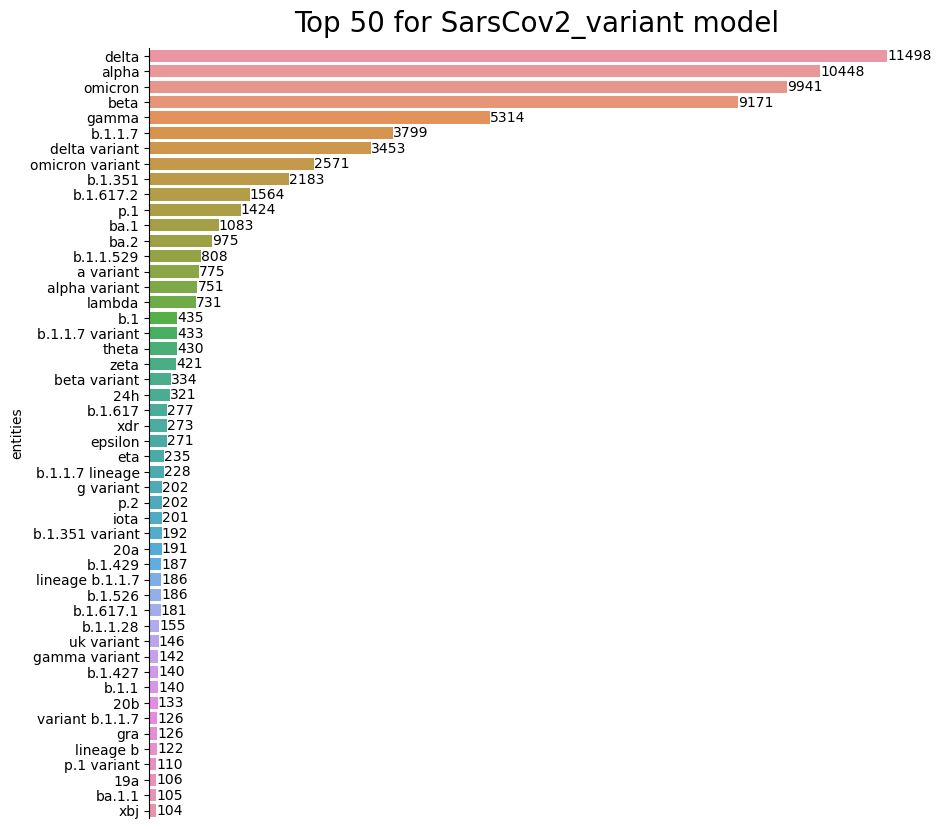 Top 50 for SarsCov2_variant model
delta 11498
alpha 10448
omicron 9941
beta 9171
gamma 5314
b.1.1.7 3799
delta variant 3453
omicron variant 2571
b.1.351 2183
b.1.617.2 1564
p.1 1424
ba.1 1083
ba.2 975
b.1.1.529 808
a variant 775
alpha variant 751
lambda 731
b.1 435
b.1.1.7 variant 433
theta 430
zeta 421
beta variant 334
24h 321
b.1.617 277
xdr 273
epsilon 271
eta 235
b.1.1.7 lineage 228
g variant 202
p.2 202
iota 201
b.1.351 variant 192
20a 191
b.1.429 187
lineage b.1.1.7 186
b.1.526 186
b.1.617.1 181
b.1.1.28 155
uk variant 146
gamma variant 142
b.1.427 140
b.1.1 140
20b 133
variant b.1.1.7 126
gra 126
lineage b 122
p.1 variant 110
19a 106
ba.1.1 105
xbj 104
entities